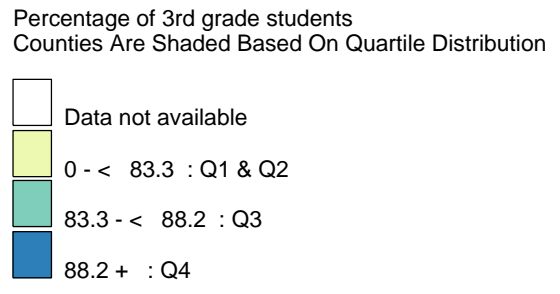 Percentage of 3rd grade students
Counties Are Shaded Based On Quartile Distribution
Data not available
0 - < 83.3 : Q1 & Q2
83.3 - < 88.2 : Q3
88.2 + : Q4